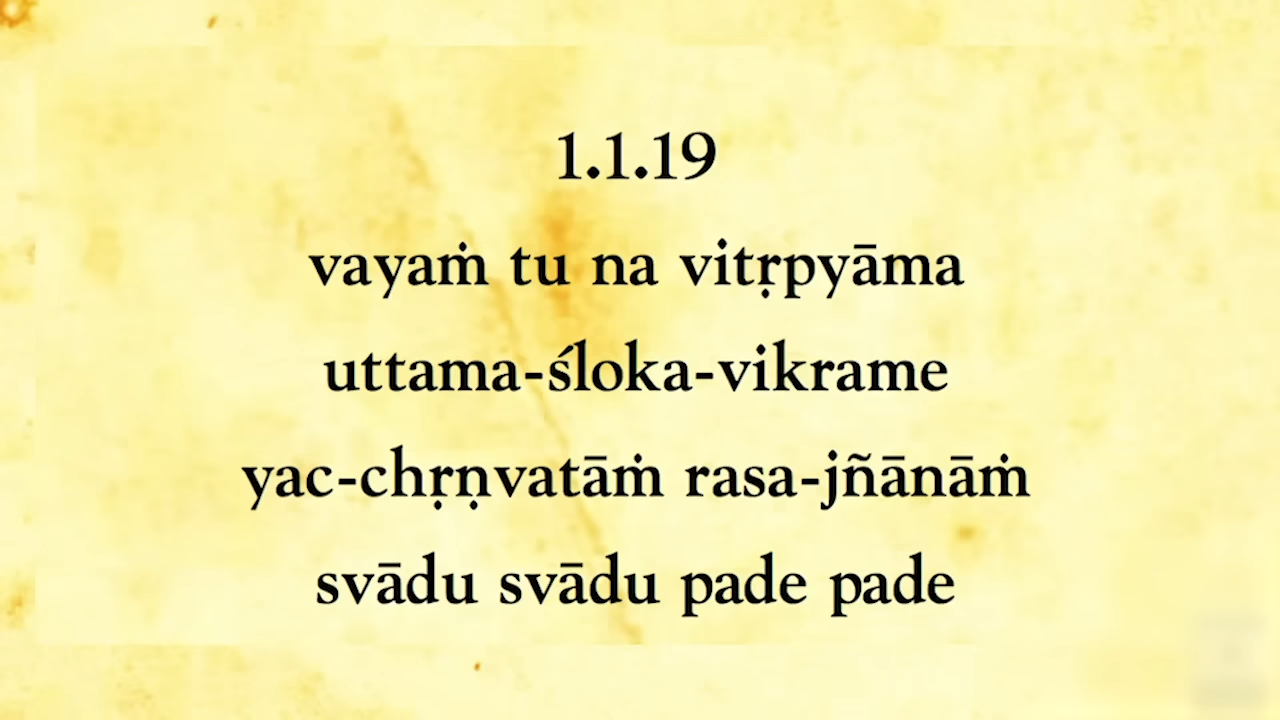 1.1.19
vayaṁ tu na vitṛpyāma
uttama-śloka-vikrame
yac-chṛṇvatāṁ rasa-jñānāṁ
svādu svādu pade pade